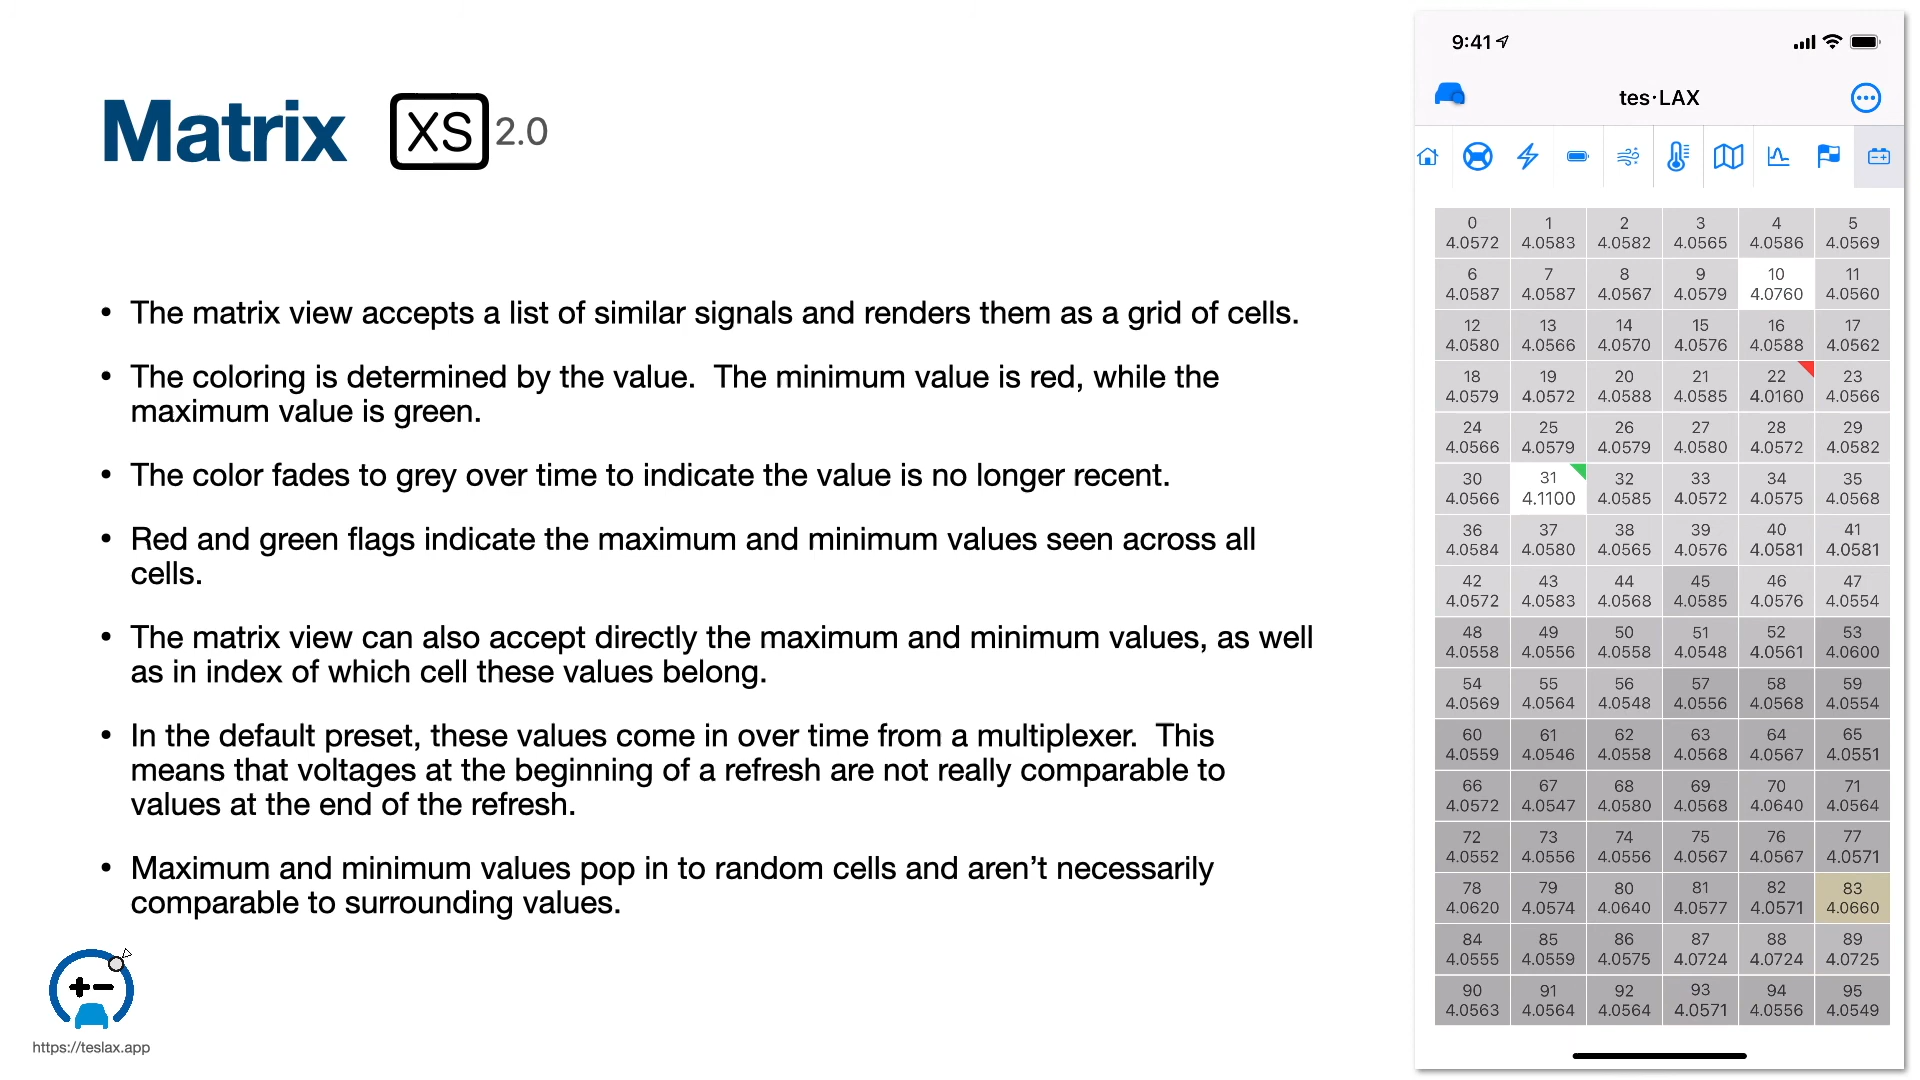 Matrix XS 2.0
• The matrix view accepts a list of similar signals and renders them as a grid of cells.
• The coloring is determined by the value.  The minimum value is red, while the
maximum value is green.
• The color fades to grey over time to indicate the value is no longer recent.
• Red and green flags indicate the maximum and minimum values seen across all
cells.
• The matrix view can also accept directly the maximum and minimum values, as well
as in index of which cell these values belong.
• In the default preset, these values come in over time from a multiplexer.  This
means that voltages at the beginning of a refresh are not really comparable to
values at the end of the refresh.
• Maximum and minimum values pop in to random cells and aren’t necessarily
comparable to surrounding values.
https://teslax.app
9:41
tes·LAX
0 1 2 3 4 5
4.0572 4.0583 4.0582 4.0565 4.0586 4.0569
6 7 8 9 10 11
4.0587 4.0587 4.0567 4.0579 4.0760 4.0560
12 13 14 15 16 17
4.0580 4.0566 4.0570 4.0576 4.0588 4.0562
18 19 20 21 22 23
4.0579 4.0572 4.0588 4.0585 4.0160 4.0566
24 25 26 27 28 29
4.0566 4.0579 4.0579 4.0580 4.0572 4.0582
30 31 32 33 34 35
4.0566 4.1100 4.0585 4.0572 4.0575 4.0568
36 37 38 39 40 41
4.0584 4.0580 4.0565 4.0576 4.0581 4.0581
42 43 44 45 46 47
4.0572 4.0583 4.0568 4.0585 4.0576 4.0554
48 49 50 51 52 53
4.0558 4.0556 4.0558 4.0548 4.0561 4.0600
54 55 56 57 58 59
4.0569 4.0564 4.0548 4.0556 4.0568 4.0554
60 61 62 63 64 65
4.0559 4.0546 4.0558 4.0568 4.0567 4.0551
66 67 68 69 70 71
4.0572 4.0547 4.0580 4.0568 4.0640 4.0564
72 73 74 75 76 77
4.0552 4.0556 4.0556 4.0567 4.0567 4.0571
78 79 80 81 82 83
4.0620 4.0574 4.0640 4.0577 4.0571 4.0660
84 85 86 87 88 89
4.0555 4.0559 4.0575 4.0724 4.0724 4.0725
90 91 92 93 94 95
4.0563 4.0564 4.0564 4.0571 4.0556 4.0549